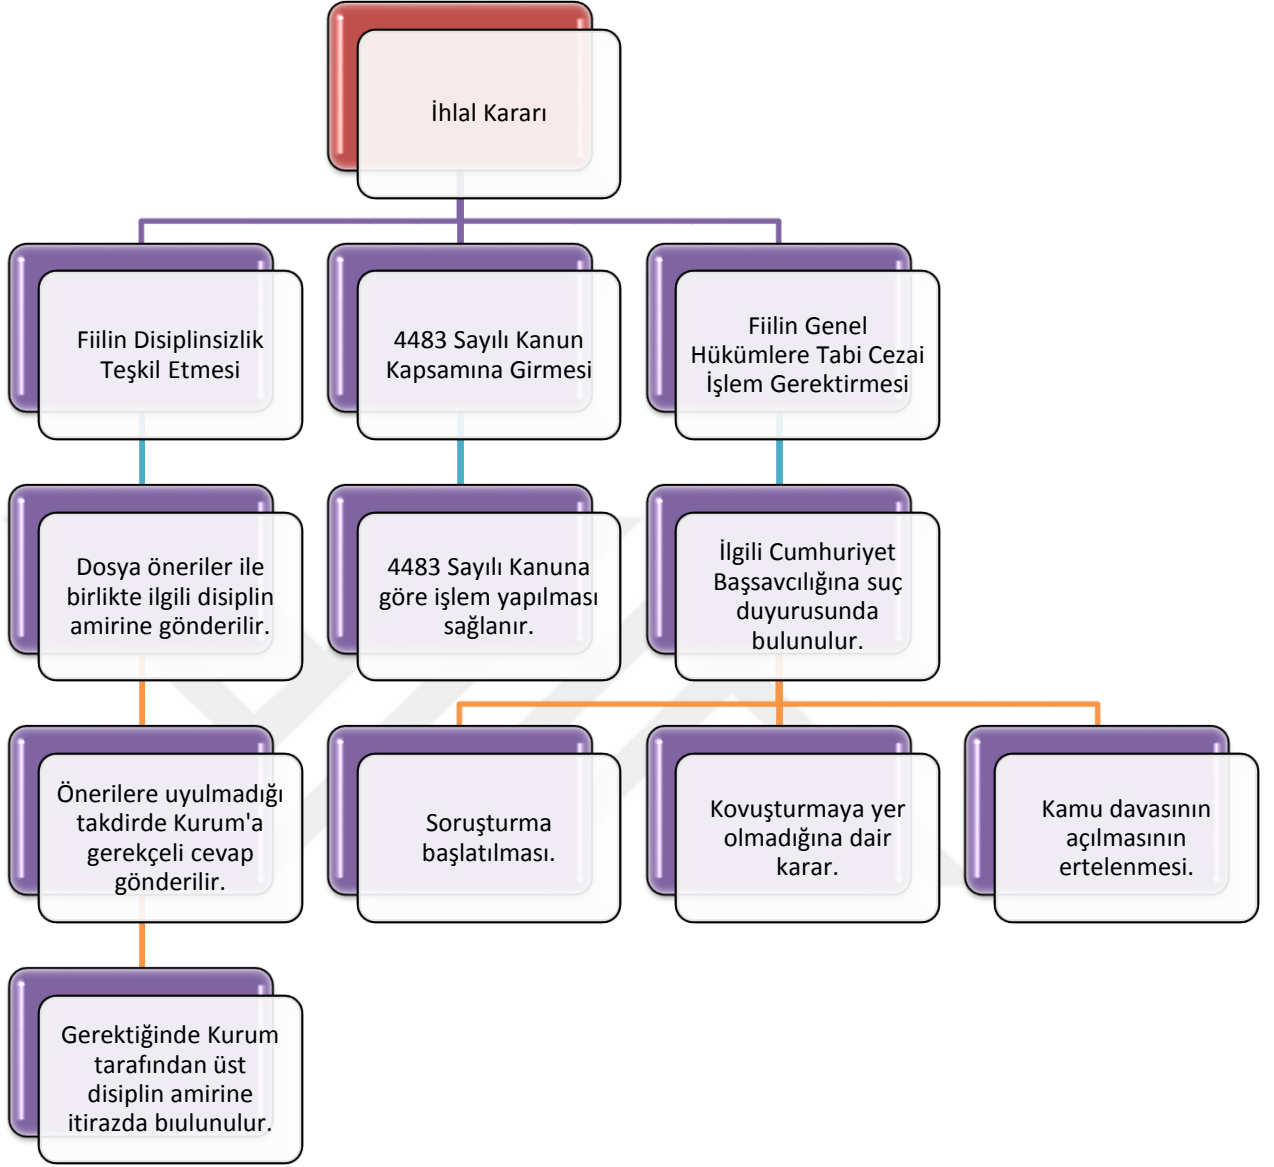 İhlal Kararı
Fiilin Disiplinsizlik
Teşkil Etmesi
4483 Sayılı Kanun
Kapsamına Girmesi
Fiilin Genel
Hükümlere Tabi Cezai
İşlem Gerektirmesi
Dosya öneriler ile
birlikte ilgili disiplin
amirine gönderilir.
4483 Sayılı Kanuna
göre işlem yapılması
sağlanır.
İlgili Cumhuriyet
Başsavcılığına suç
duyurusunda
bulunulur.
Önerilere uyulmadığı
takdirde Kurum'a
gerekçeli cevap
gönderilir.
Soruşturma
başlatılması.
Kovuşturmaya yer
olmadığına dair
karar.
Kamu davasının
açılmasının
ertelenmesi.
Gerektiğinde Kurum
tarafından üst
disiplin amirine
itirazda bıulunulur.